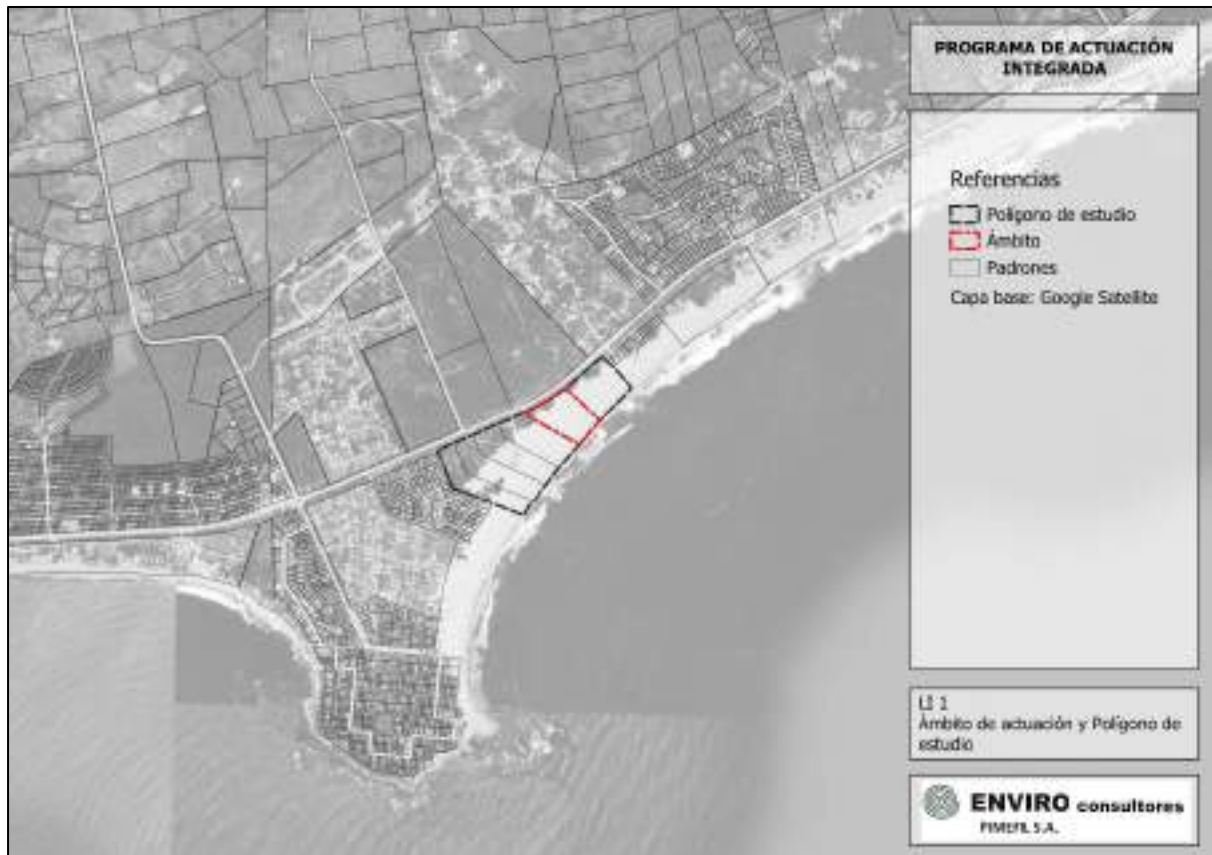 PROGRAMA DE ACTUACIÓN
INTEGRADA
Referencias
Polígono de estudio
Ámbito
Padrones
Capa base: Google Satellite
LI 1
Ámbito de actuación y Polígono de
estudio
ENVIRO consultores
PIMEFIL S.A.